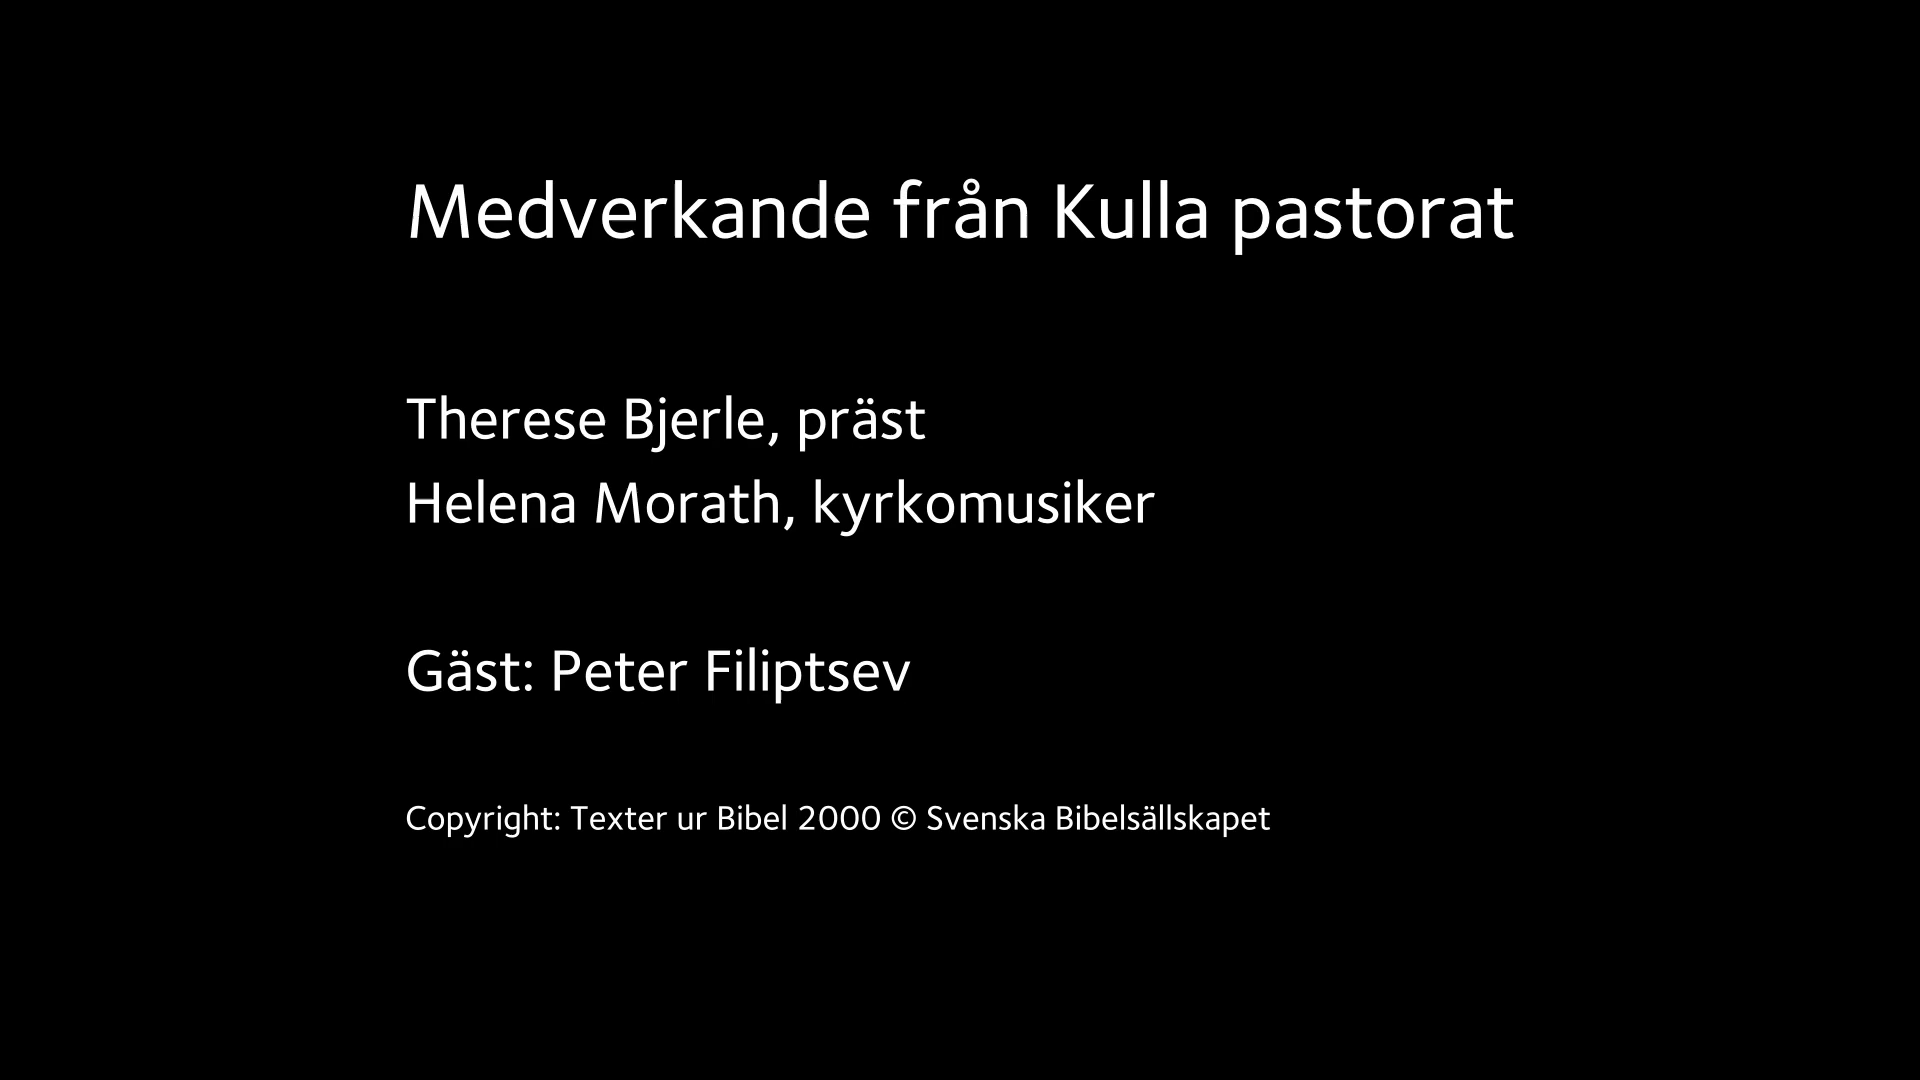 Medverkande från Kulla pastorat
Therese Bjerle, präst
Helena Morath, kyrkomusiker
Gäst: Peter Filiptsev
Copyright: Texter ur Bibel 2000 © Svenska Bibelsällskapet